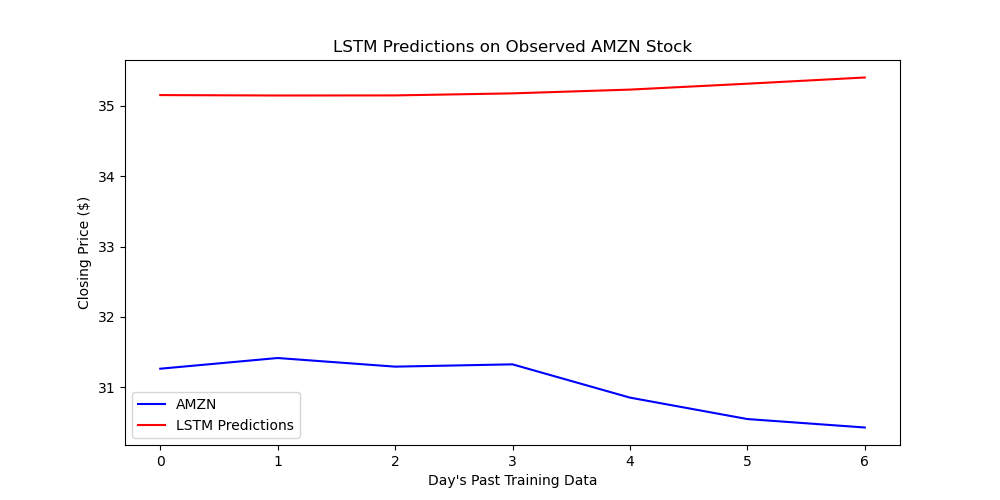 LSTM Predictions on Observed AMZN Stock
Closing Price ($)
35
34
33
32
31
AMZN
LSTM Predictions
0 1 2 3 4 5 6
Day's Past Training Data